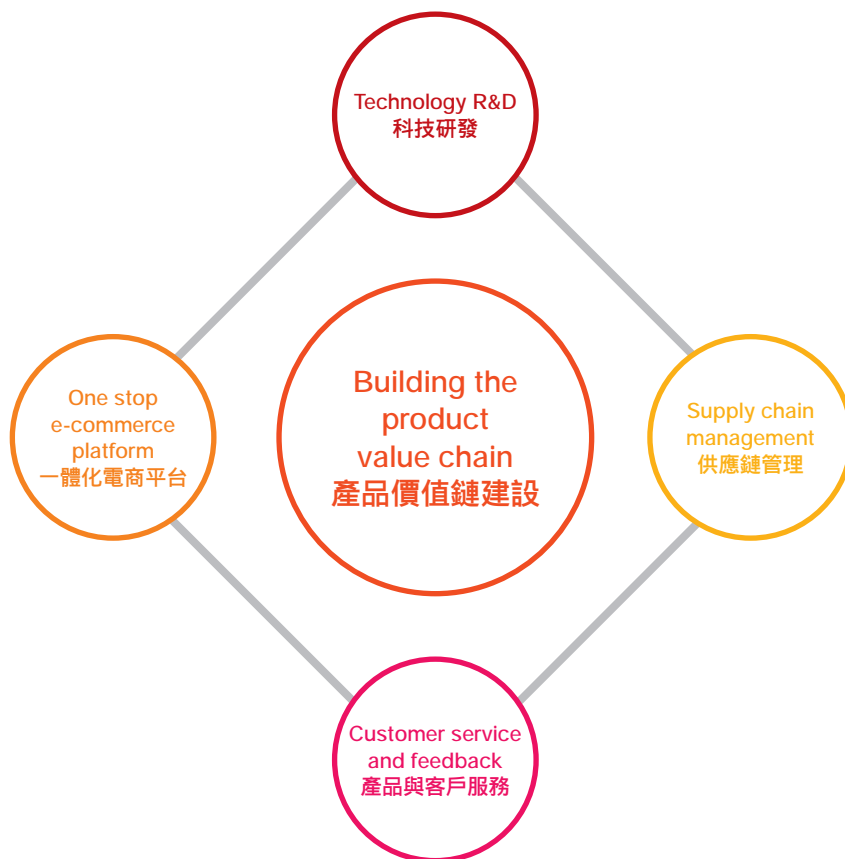 Technology R&D
科技研發
One stop
e-commerce
platform
一體化電商平台
Building the
product
value chain
產品價值鏈建設
Supply chain
management
供應鏈管理
Customer service
and feedback
產品與客戶服務